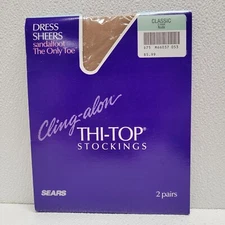 DRESS
SHEERS
sandalfoot
The Only Toe
CLASSIC
Cling-alon
THI-TOP
STOCKINGS
SEARS
2 pairs